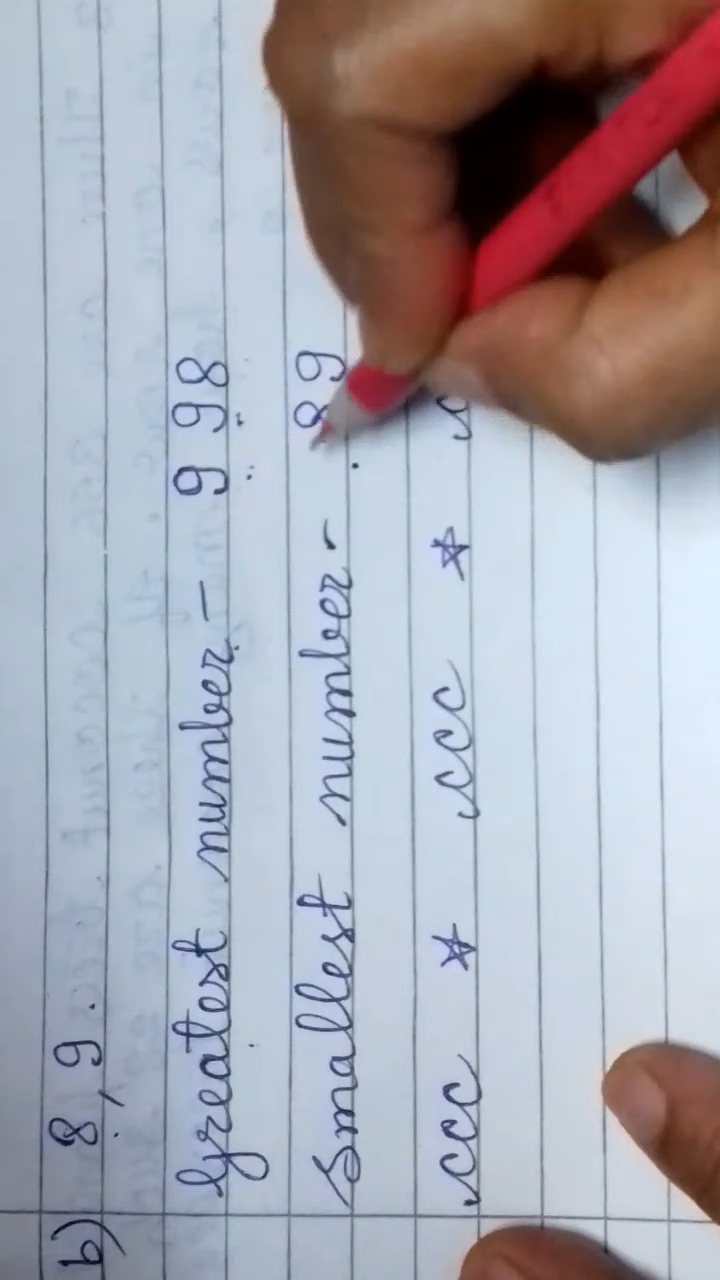 b) 8, 9.
Greatest number - 998
Smallest number - 89
ccc * ccc *